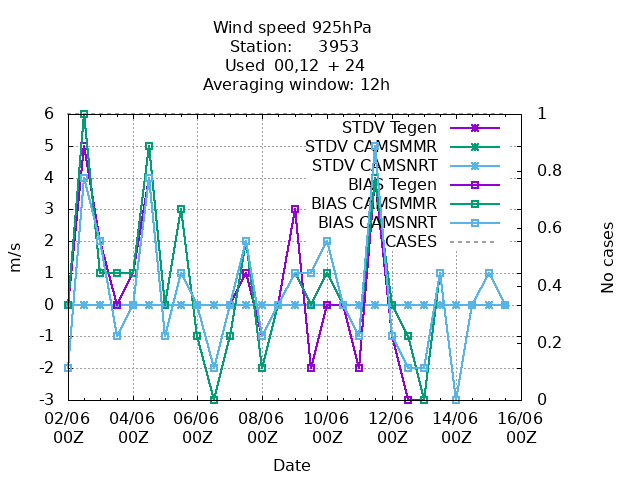 Wind speed 925hPa
Station: 3953
Used 00,12 + 24
Averaging window: 12h
6
5
4
3
2
1
0
-1
-2
-3
m/s
1
0.8
0.6
0.4
0.2
0
No cases
STDV Tegen
STDV CAMSMMR
STDV CAMSNRT
BIAS Tegen
BIAS CAMSMMR
BIAS CAMSNRT
CASES
02/06 04/06 06/06 08/06 10/06 12/06 14/06 16/06
00Z 00Z 00Z 00Z 00Z 00Z 00Z 00Z
Date